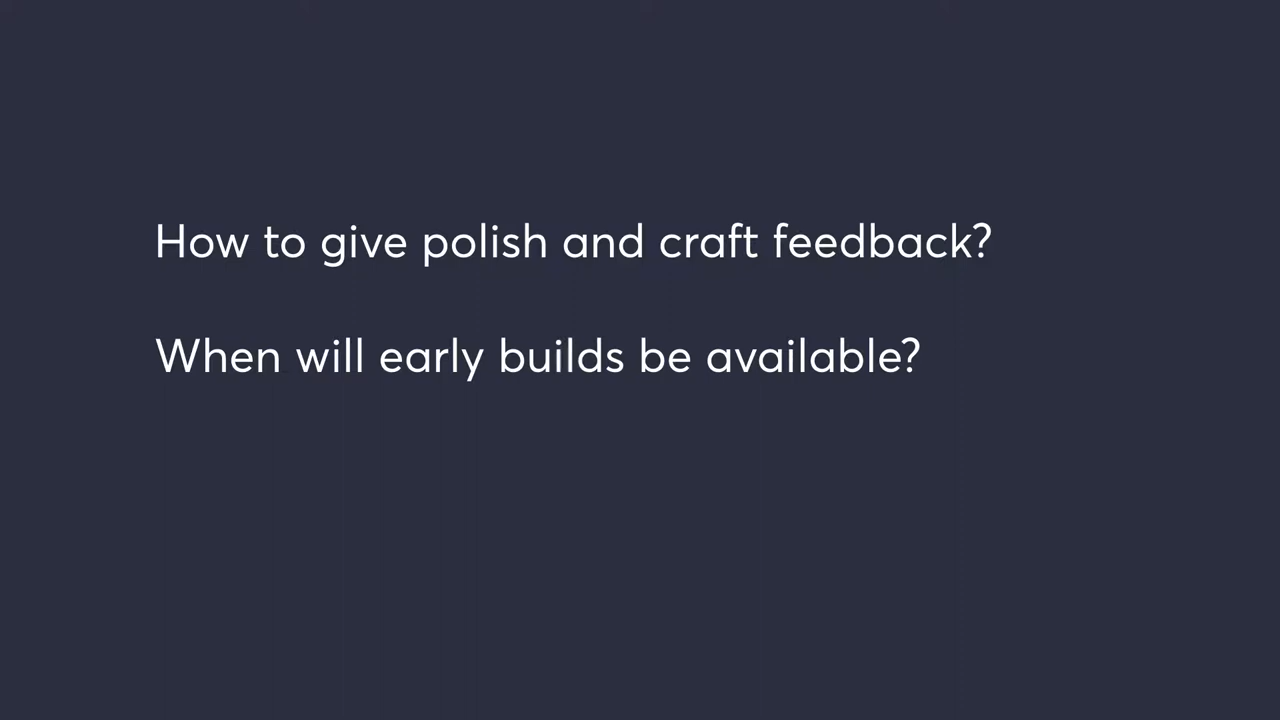 How to give polish and craft feedback?
When will early builds be available?